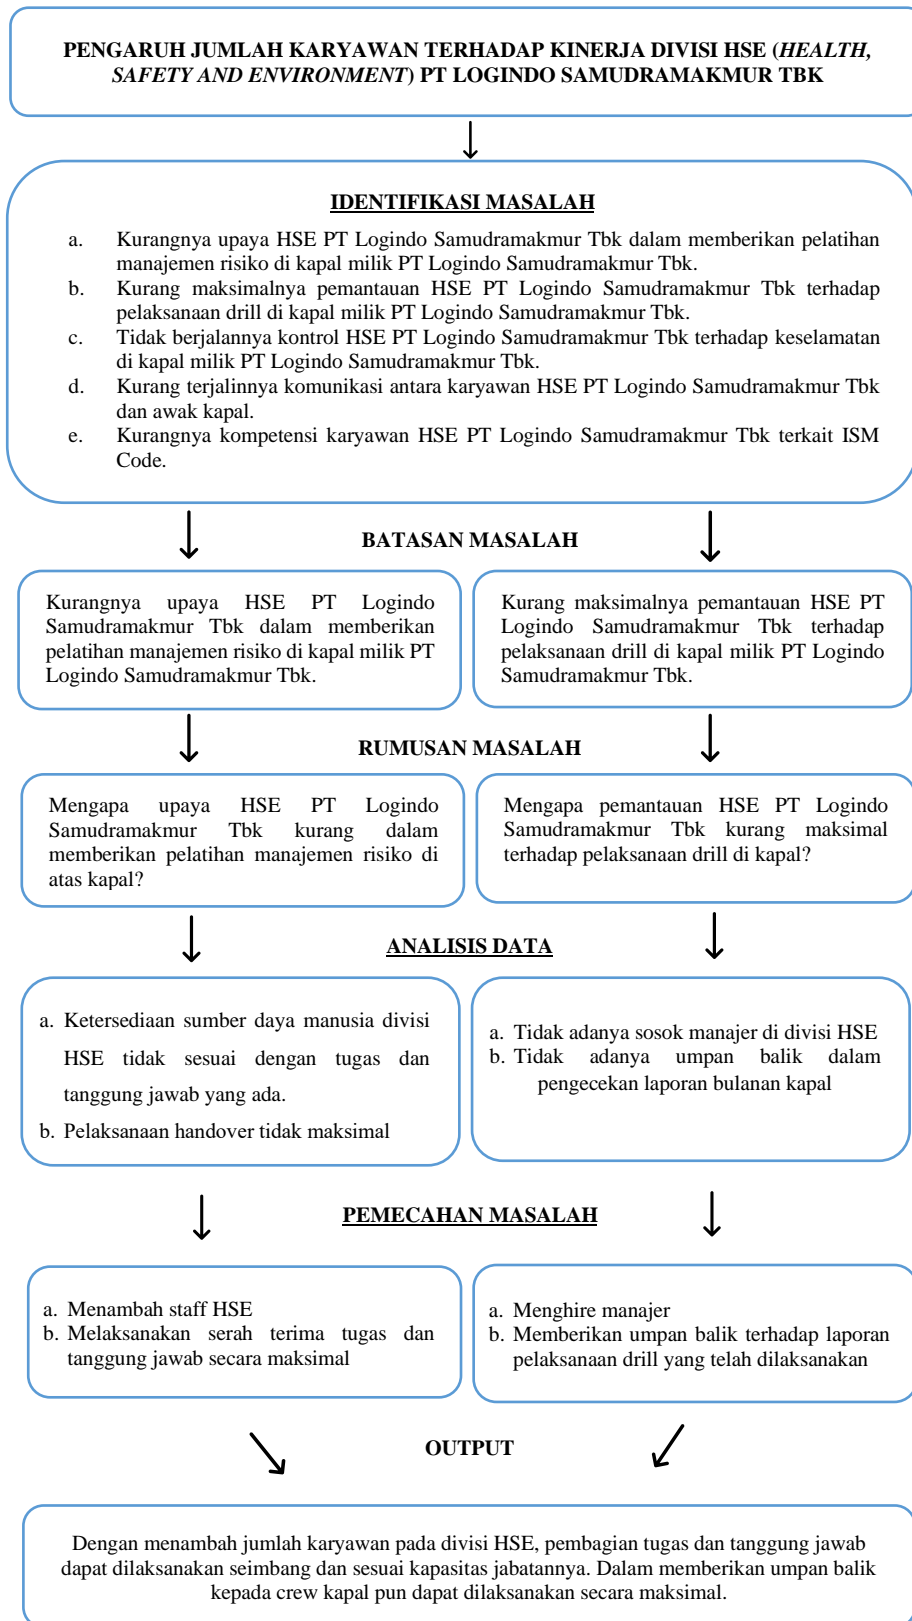 PENGARUH JUMLAH KARYAWAN TERHADAP KINERJA DIVISI HSE (HEALTH,
SAFETY AND ENVIRONMENT) PT LOGINDO SAMUDRAMAKMUR TBK
IDENTIFIKASI MASALAH
a. Kurangnya upaya HSE PT Logindo Samudramakmur Tbk dalam memberikan pelatihan
manajemen risiko di kapal milik PT Logindo Samudramakmur Tbk.
b. Kurang maksimalnya pemantauan HSE PT Logindo Samudramakmur Tbk terhadap
pelaksanaan drill di kapal milik PT Logindo Samudramakmur Tbk.
c. Tidak berjalannya kontrol HSE PT Logindo Samudramakmur Tbk terhadap keselamatan
di kapal milik PT Logindo Samudramakmur Tbk.
d. Kurang terjalinnya komunikasi antara karyawan HSE PT Logindo Samudramakmur Tbk
dan awak kapal.
e. Kurangnya kompetensi karyawan HSE PT Logindo Samudramakmur Tbk terkait ISM
Code.
BATASAN MASALAH
Kurangnya upaya HSE PT Logindo
Samudramakmur Tbk dalam memberikan
pelatihan manajemen risiko di kapal milik PT
Logindo Samudramakmur Tbk.
Kurang maksimalnya pemantauan HSE PT
Logindo Samudramakmur Tbk terhadap
pelaksanaan drill di kapal milik PT Logindo
Samudramakmur Tbk.
RUMUSAN MASALAH
Mengapa upaya HSE PT Logindo
Samudramakmur Tbk kurang dalam
memberikan pelatihan manajemen risiko di
atas kapal?
Mengapa pemantauan HSE PT Logindo
Samudramakmur Tbk kurang maksimal
terhadap pelaksanaan drill di kapal?
ANALISIS DATA
a. Ketersediaan sumber daya manusia divisi
HSE tidak sesuai dengan tugas dan
tanggung jawab yang ada.
b. Pelaksanaan handover tidak maksimal
a. Tidak adanya sosok manajer di divisi HSE
b. Tidak adanya umpan balik dalam
pengecekan laporan bulanan kapal
PEMECAHAN MASALAH
a. Menambah staff HSE
b. Melaksanakan serah terima tugas dan
tanggung jawab secara maksimal
a. Menghire manajer
b. Memberikan umpan balik terhadap laporan
pelaksanaan drill yang telah dilaksanakan
OUTPUT
Dengan menambah jumlah karyawan pada divisi HSE, pembagian tugas dan tanggung jawab
dapat dilaksanakan seimbang dan sesuai kapasitas jabatannya. Dalam memberikan umpan balik
kepada crew kapal pun dapat dilaksanakan secara maksimal.